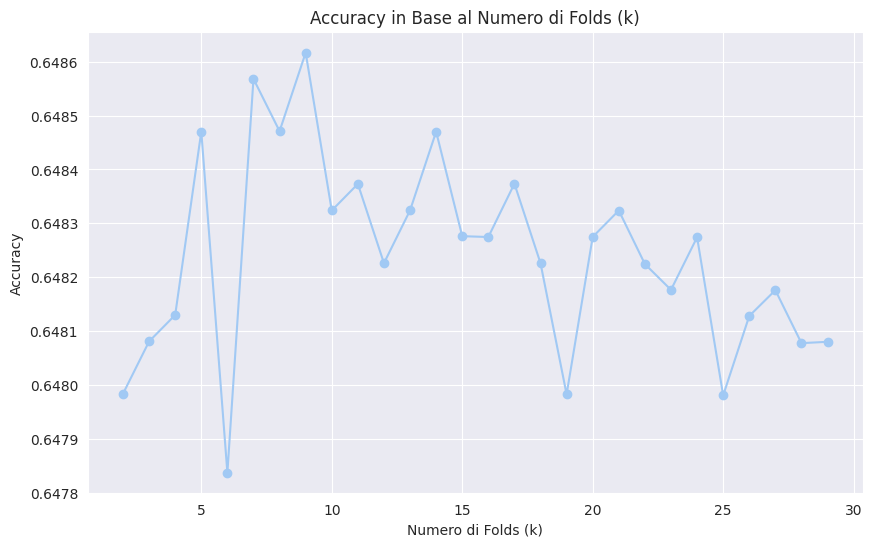 Accuracy in Base al Numero di Folds (k)
0.6486
0.6485
0.6484
0.6483
0.6482
0.6481
0.6480
0.6479
0.6478
Accuracy
5 10 15 20 25 30
Numero di Folds (k)